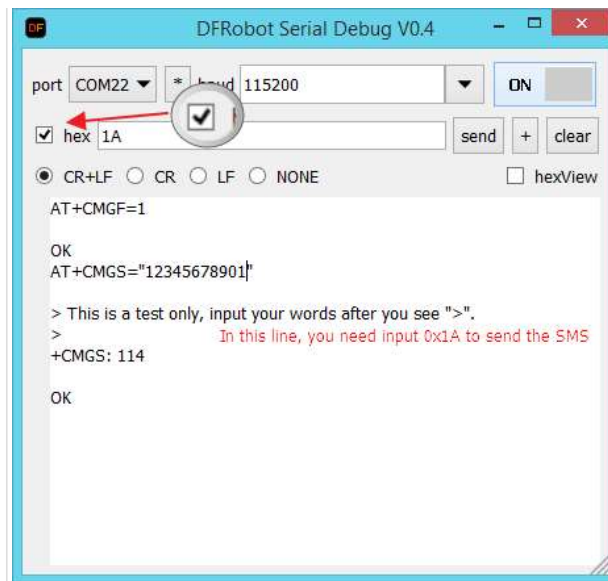 DF DFRobot Serial Debug V0.4
port COM22 * baud 115200 ON
hex 1A send + clear
CR+LF CR LF NONE hexView
AT+CMGF=1
OK
AT+CMGS="12345678901"
> This is a test only, input your words after you see ">".
> In this line, you need input 0x1A to send the SMS
+CMGS: 114
OK